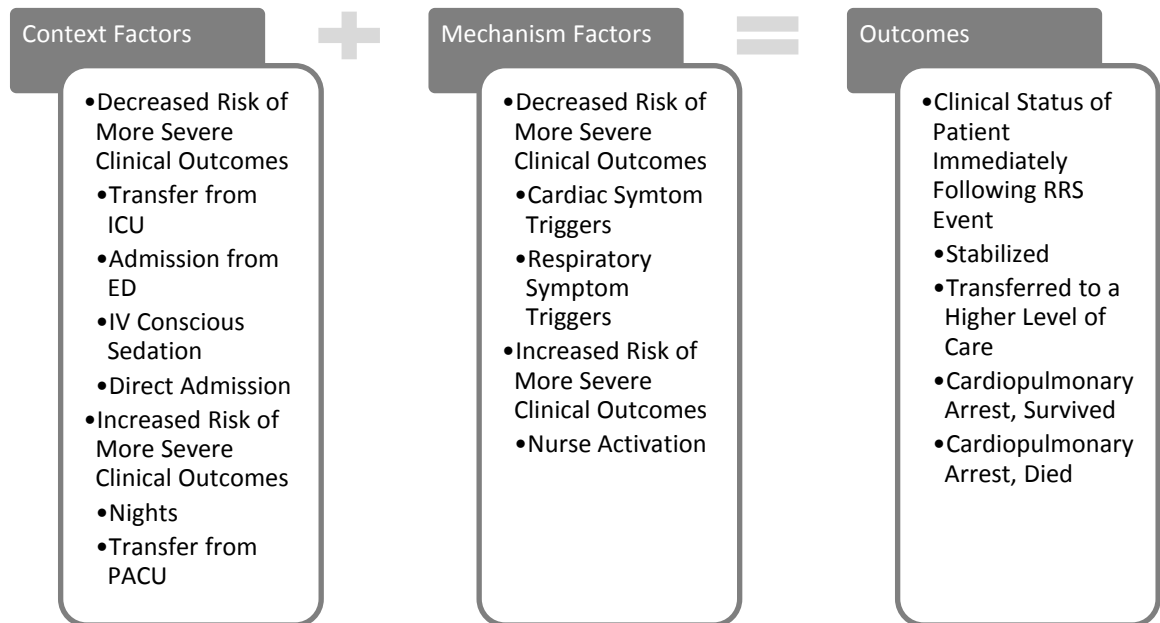 Context Factors
•Decreased Risk of
More Severe
Clinical Outcomes
•Transfer from
ICU
•Admission from
ED
•IV Conscious
Sedation
•Direct Admission
•Increased Risk of
More Severe
Clinical Outcomes
•Nights
•Transfer from
PACU
+
Mechanism Factors
•Decreased Risk of
More Severe
Clinical Outcomes
•Cardiac Symtom
Triggers
•Respiratory
Symptom
Triggers
•Increased Risk of
More Severe
Clinical Outcomes
•Nurse Activation
=
Outcomes
•Clinical Status of
Patient
Immediately
Following RRS
Event
•Stabilized
•Transferred to a
Higher Level of
Care
•Cardiopulmonary
Arrest, Survived
•Cardiopulmonary
Arrest, Died